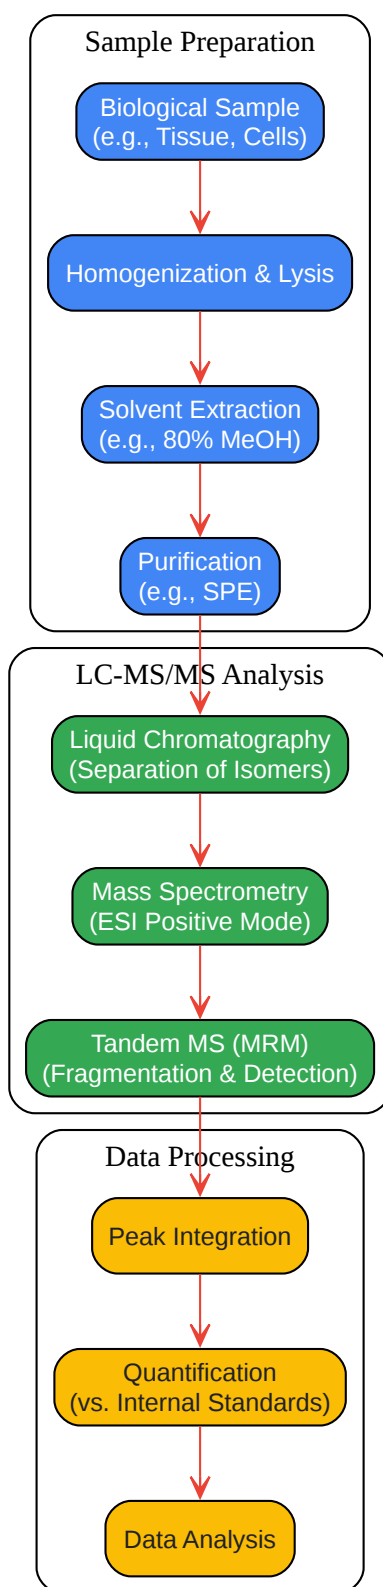 Sample Preparation
Biological Sample
(e.g., Tissue, Cells)
Homogenization & Lysis
Solvent Extraction
(e.g., 80% MeOH)
Purification
(e.g., SPE)
LC-MS/MS Analysis
Liquid Chromatography
(Separation of Isomers)
Mass Spectrometry
(ESI Positive Mode)
Tandem MS (MRM)
(Fragmentation & Detection)
Data Processing
Peak Integration
Quantification
(vs. Internal Standards)
Data Analysis